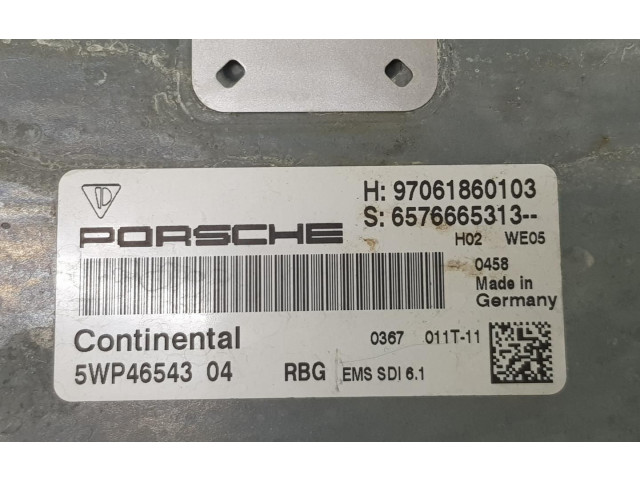 H: 97061860103
PORSCHE
S: 6576665313--
H02 WE05
0458
Made in
Germany
Continental
0367 011T-11
5WP46543 04 RBG EMS SDI 6.1